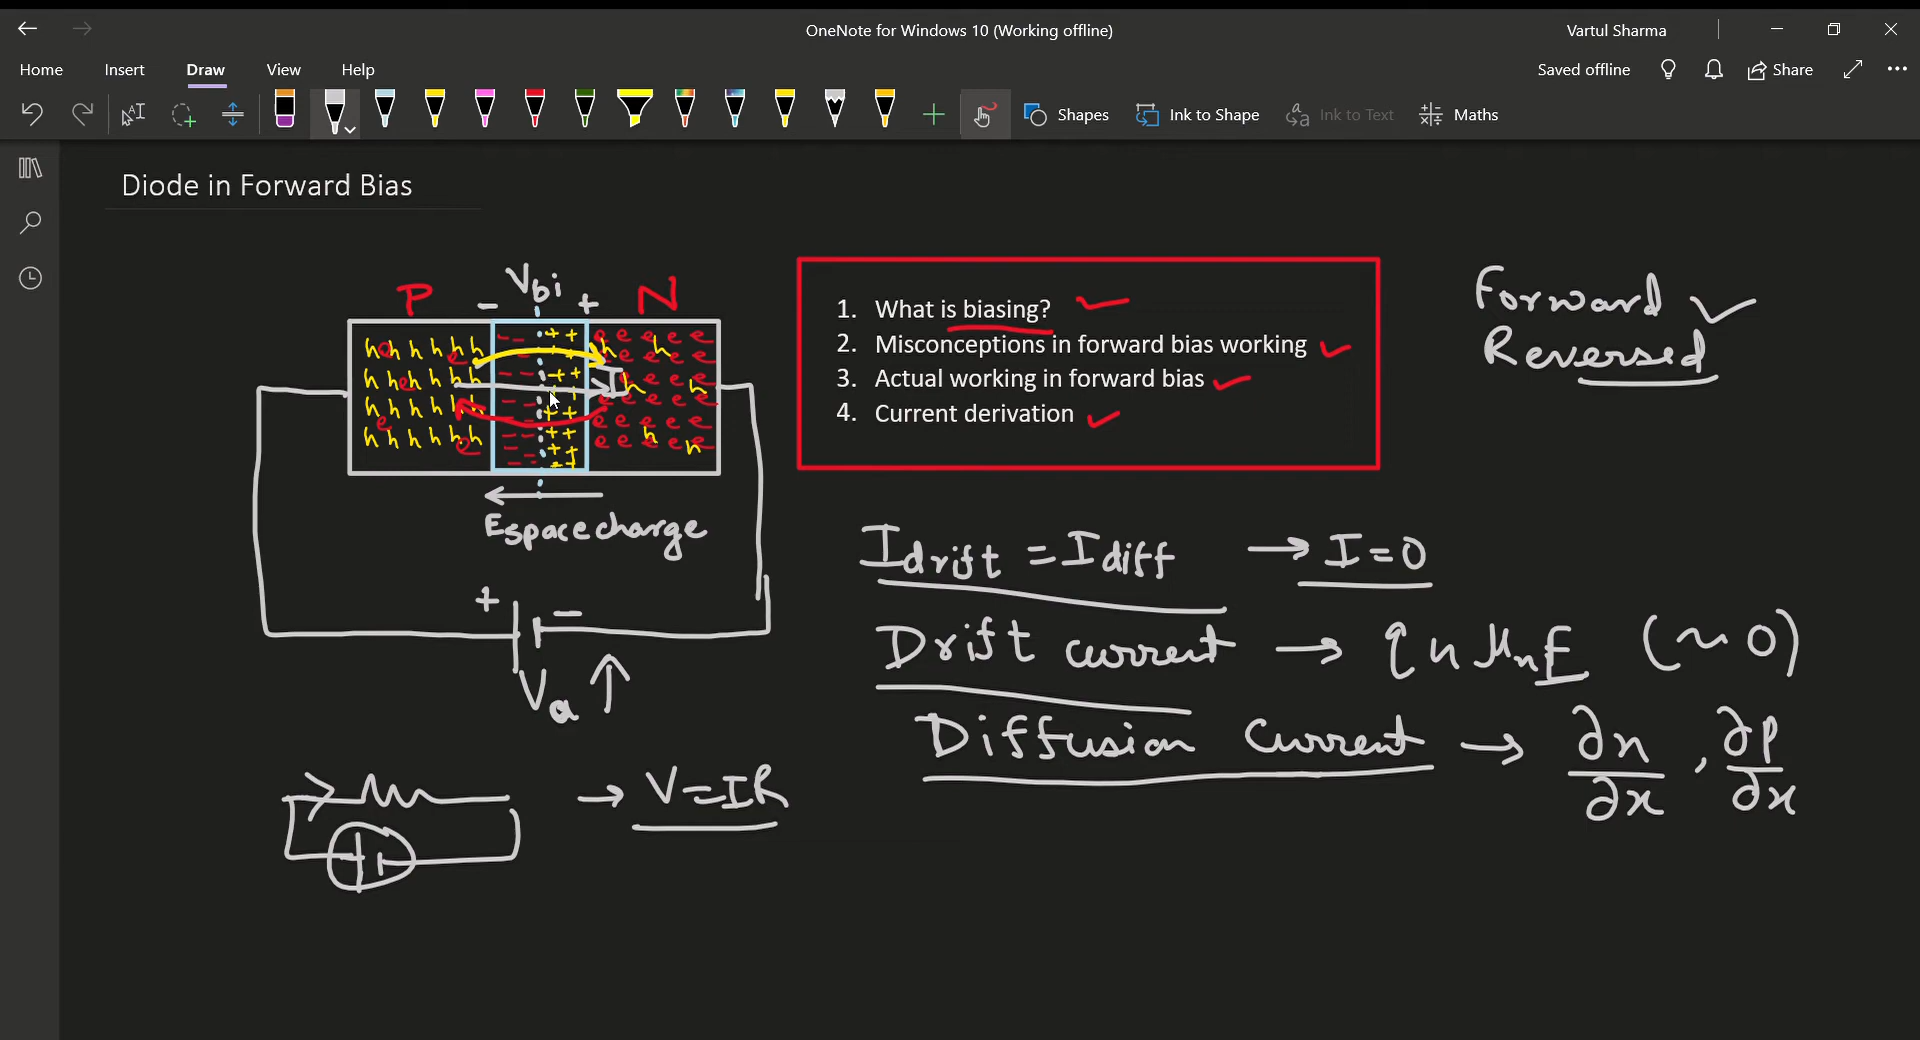 OneNote for Windows 10 (Working offline)
Vartul Sharma
Home Insert Draw View Help
Saved offline
Share
Shapes
Ink to Shape
Ink to Text
Maths
Diode in Forward Bias
Vbi
P - + N
h h h h h h
e e e e e
+ + + +
- - - -
E space charge
+ -
Va ↑
1. What is biasing?
2. Misconceptions in forward bias working
3. Actual working in forward bias
4. Current derivation
Forward
Reversed
Idrift = Idiff → I = 0
Drift current → q n μn E (~ 0)
Diffusion Current → ∂n/∂x , ∂p/∂x
→ V = IR